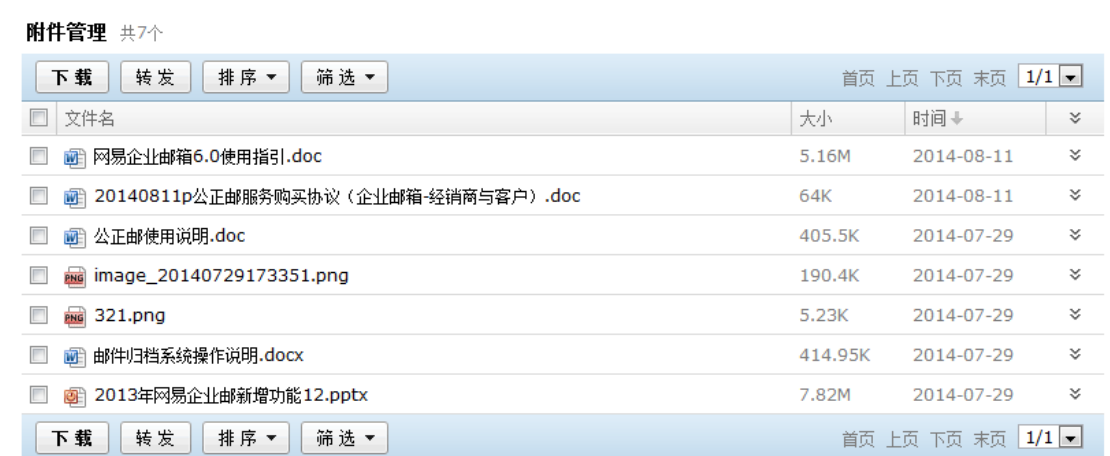 附件管理 共7个
下载 转发 排序 筛选 首页 上页 下页 末页 1/1
文件名 大小 时间
网易企业邮箱6.0使用指引.doc 5.16M 2014-08-11
20140811p公正邮服务购买协议（企业邮箱-经销商与客户）.doc 64K 2014-08-11
公正邮使用说明.doc 405.5K 2014-07-29
image_20140729173351.png 190.4K 2014-07-29
321.png 5.23K 2014-07-29
邮件归档系统操作说明.docx 414.95K 2014-07-29
2013年网易企业邮新增功能12.pptx 7.82M 2014-07-29
下载 转发 排序 筛选 首页 上页 下页 末页 1/1